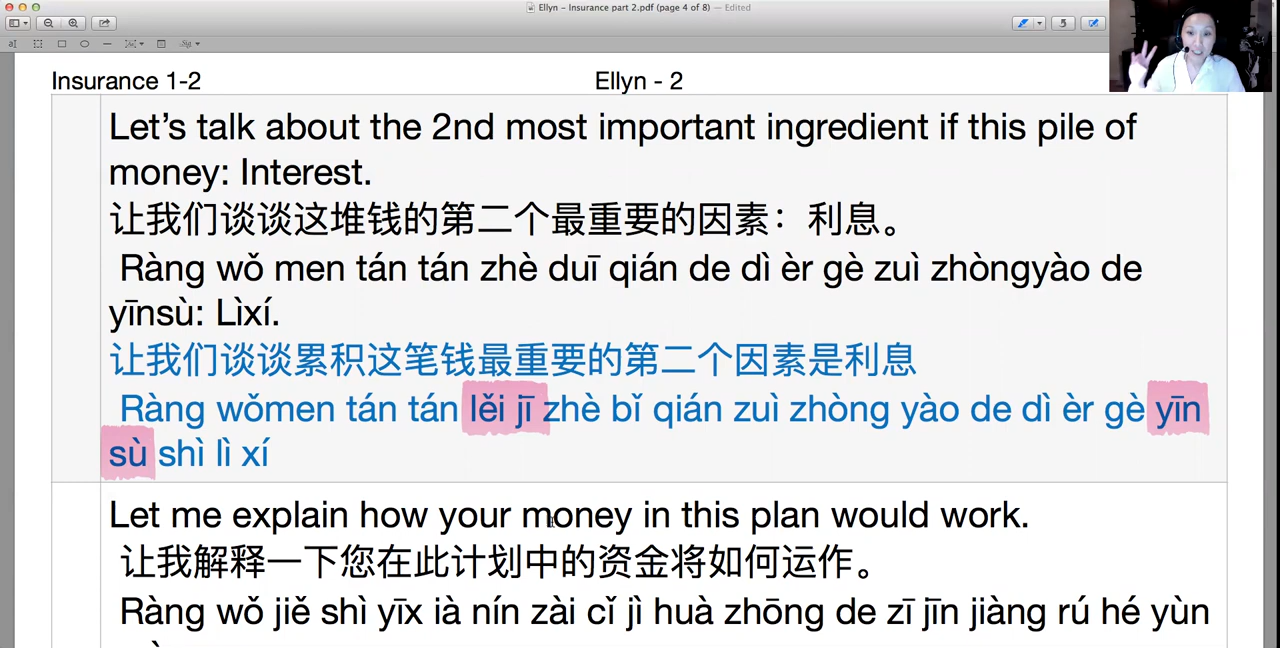 Ellyn - Insurance part 2.pdf (page 4 of 8) — Edited
Insurance 1-2
Ellyn - 2
Let's talk about the 2nd most important ingredient if this pile of
money: Interest.
让我们谈谈这堆钱的第二个最重要的因素：利息。
Ràng wǒ men tán tán zhè duī qián de dì èr gè zuì zhòngyào de
yīnsù: Lìxí.
让我们谈谈累积这笔钱最重要的第二个因素是利息
Ràng wǒmen tán tán lěi jī zhè bǐ qián zuì zhòng yào de dì èr gè yīn
sù shì lì xí
Let me explain how your money in this plan would work.
让我解释一下您在此计划中的资金将如何运作。
Ràng wǒ jiě shì yīx ià nín zài cǐ jì huà zhōng de zī jīn jiàng rú hé yùn